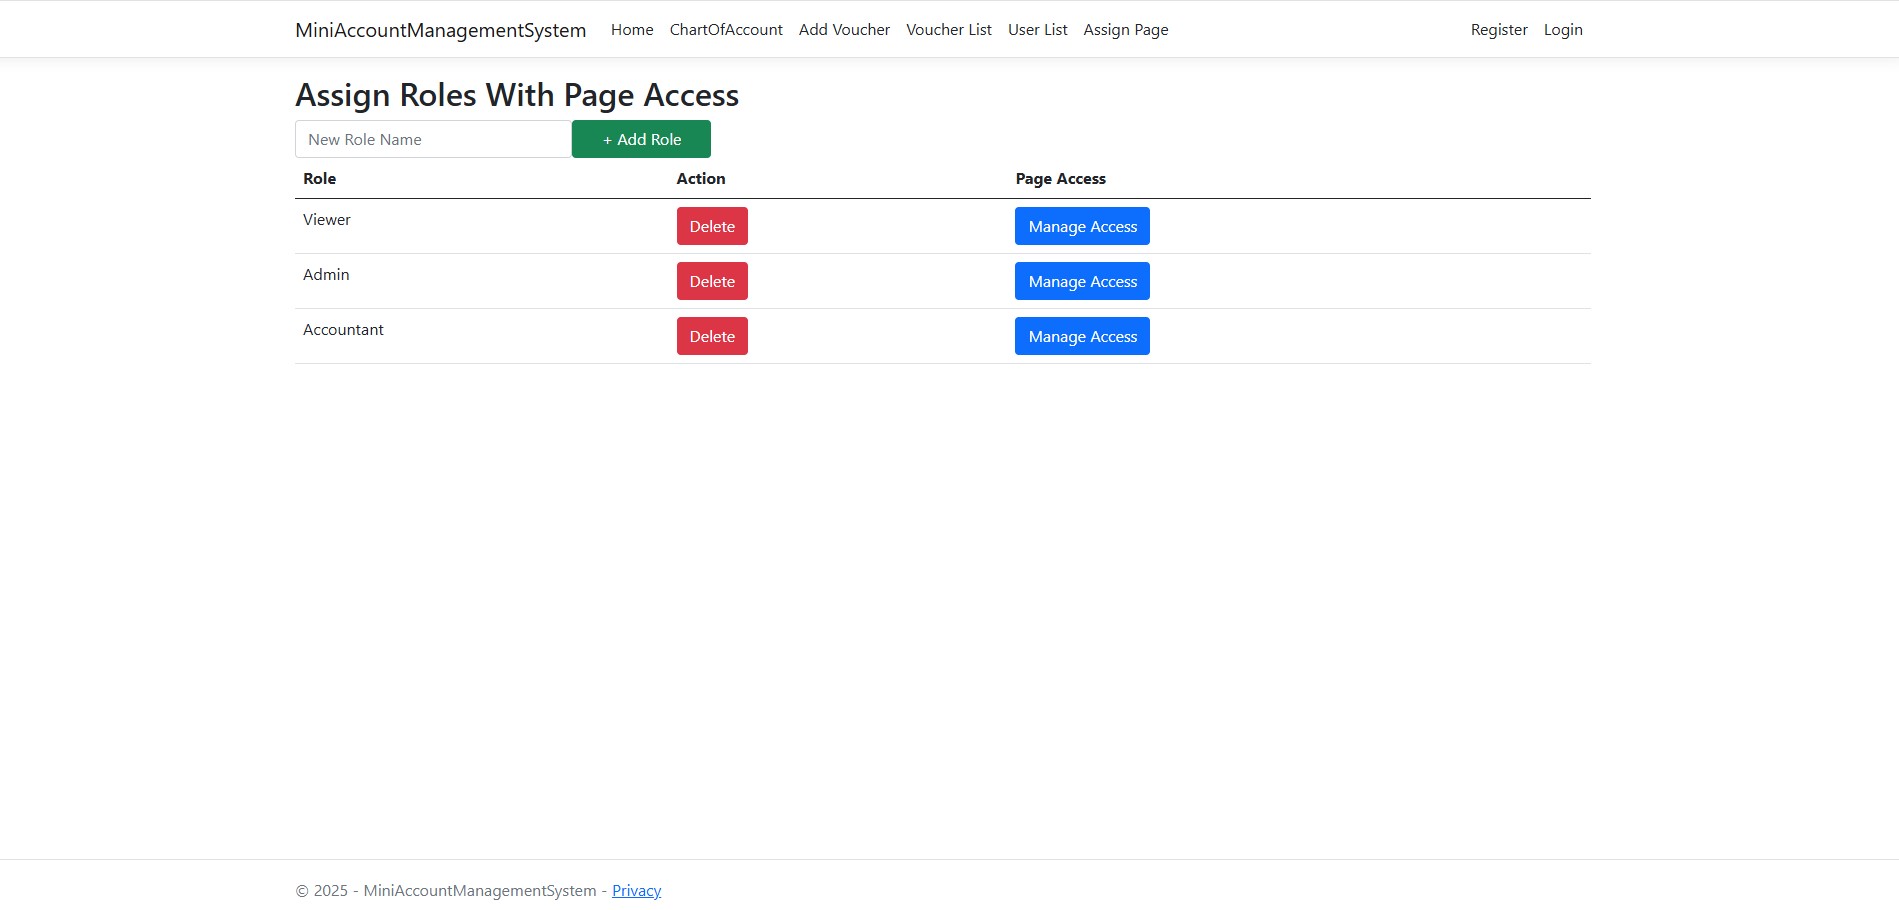 MiniAccountManagementSystem Home ChartOfAccount Add Voucher Voucher List User List Assign Page Register Login
Assign Roles With Page Access
New Role Name + Add Role
Role Action Page Access
Viewer Delete Manage Access
Admin Delete Manage Access
Accountant Delete Manage Access
© 2025 - MiniAccountManagementSystem - Privacy